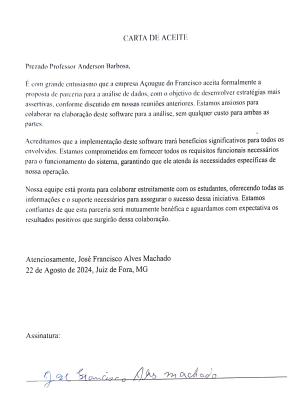 CARTA DE ACEITE
Prezado Professor Anderson Barbosa,
É com grande entusiasmo que a empresa Açougue do Francisco aceita formalmente a
proposta de parceria para a análise de dados, com o objetivo de desenvolver estratégias mais
assertivas, conforme discutido em nossas reuniões anteriores. Estamos ansiosos para
colaborar na elaboração deste software para a análise, sem qualquer custo para ambas as
partes.
Acreditamos que a implementação deste software trará benefícios significativos para todos os
envolvidos. Estamos comprometidos em fornecer todos os requisitos funcionais necessários
para o funcionamento do sistema, garantindo que ele atenda às necessidades específicas de
nossa operação.
Nossa equipe está pronta para colaborar estreitamente com os estudantes, oferecendo todas as
informações e o suporte necessários para assegurar o sucesso dessa iniciativa. Estamos
confiantes de que esta parceria será mutuamente benéfica e aguardamos com expectativa os
resultados positivos que surgirão dessa colaboração.
Atenciosamente, José Francisco Alves Machado
22 de Agosto de 2024, Juiz de Fora, MG
Assinatura:
José Francisco Alves machado